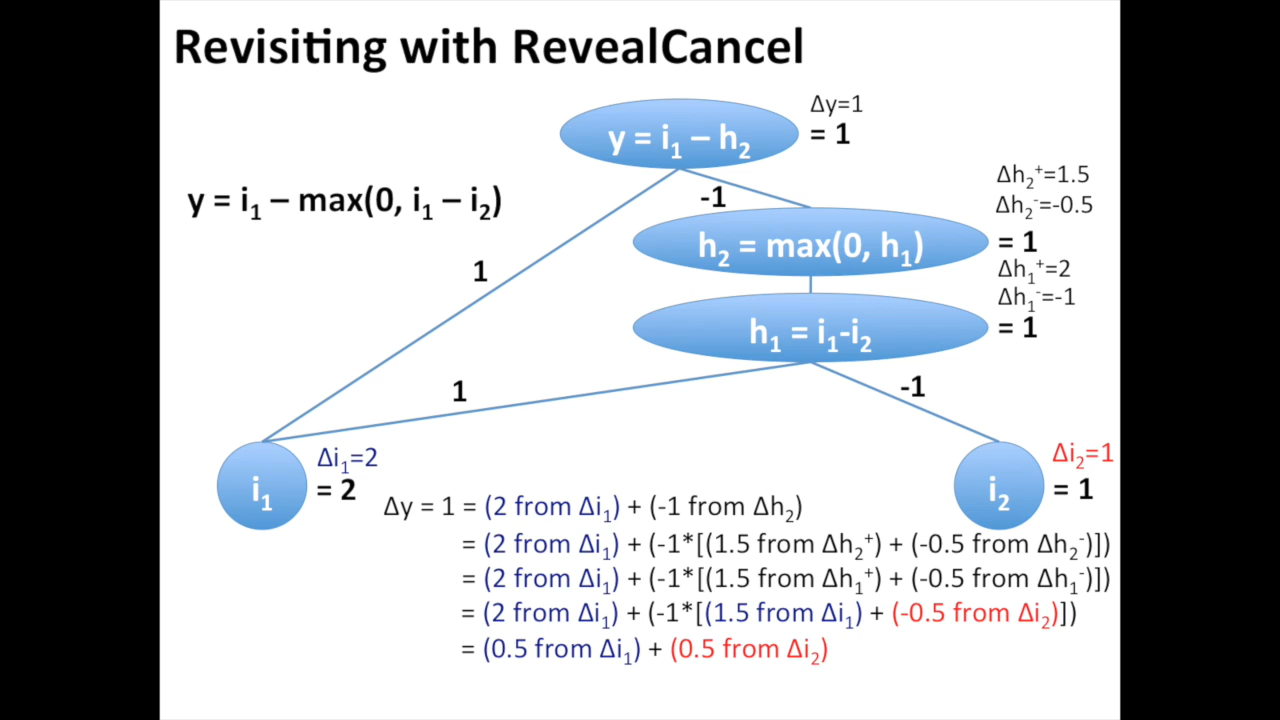 Revisiting with RevealCancel
Δy=1
y = i₁ – h₂
= 1
y = i₁ – max(0, i₁ – i₂)
-1
Δh₂⁺=1.5
Δh₂⁻=-0.5
h₂ = max(0, h₁)
= 1
1
Δh₁⁺=2
Δh₁⁻=-1
h₁ = i₁-i₂
= 1
1
-1
Δi₁=2
i₁
= 2
Δi₂=1
i₂
= 1
Δy = 1 = (2 from Δi₁) + (-1 from Δh₂)
= (2 from Δi₁) + (-1*[(1.5 from Δh₂⁺) + (-0.5 from Δh₂⁻)])
= (2 from Δi₁) + (-1*[(1.5 from Δh₁⁺) + (-0.5 from Δh₁⁻)])
= (2 from Δi₁) + (-1*[(1.5 from Δi₁) + (-0.5 from Δi₂)])
= (0.5 from Δi₁) + (0.5 from Δi₂)